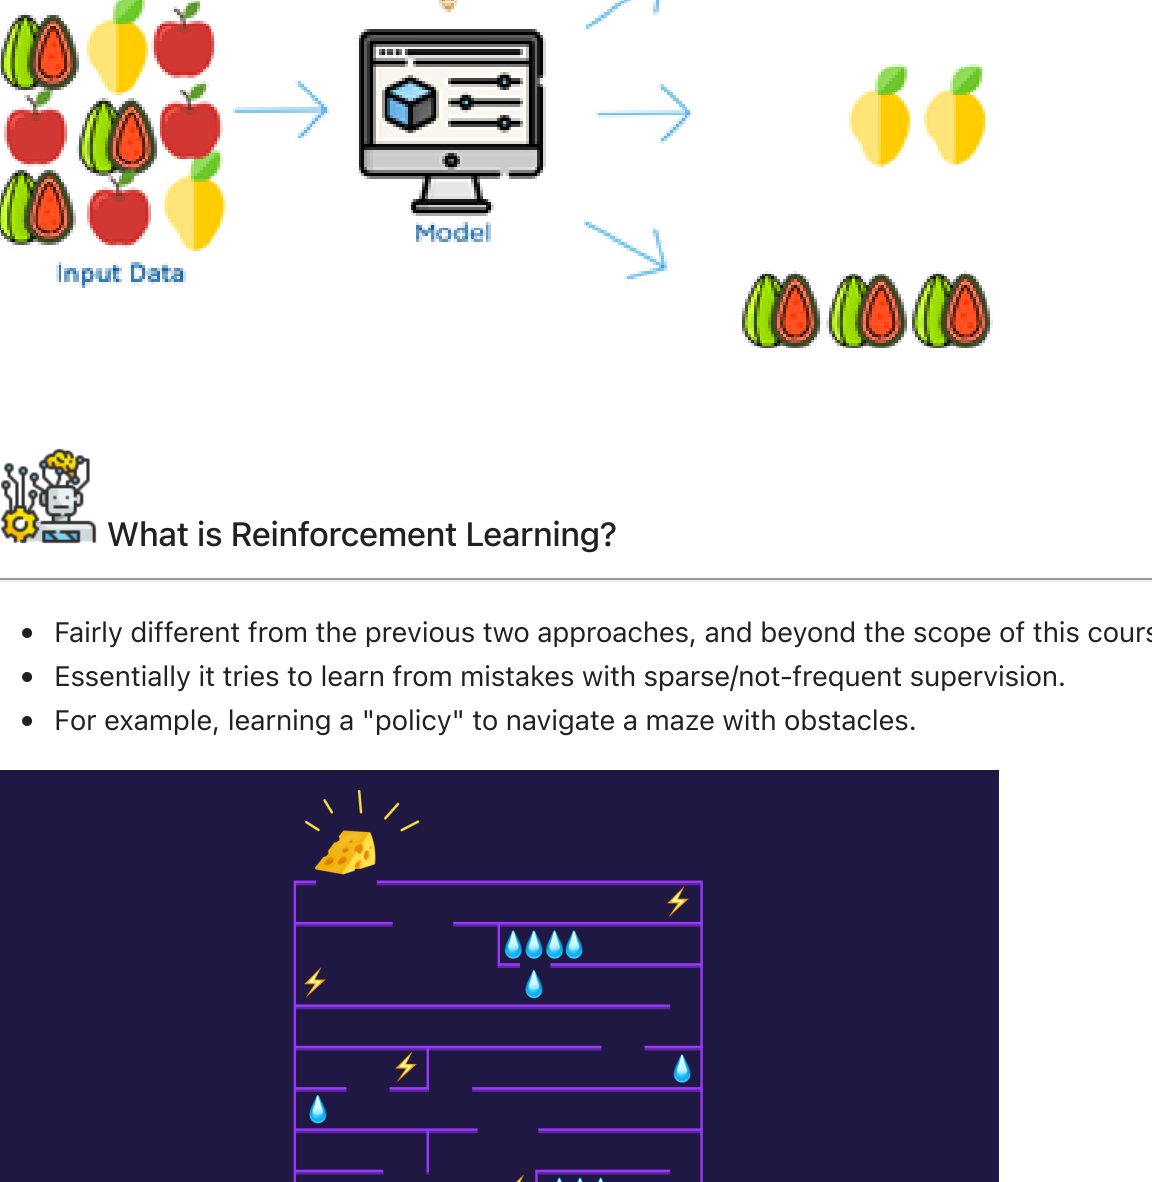 Model
Input Data
What is Reinforcement Learning?
Fairly different from the previous two approaches, and beyond the scope of this cours
Essentially it tries to learn from mistakes with sparse/not-frequent supervision.
For example, learning a "policy" to navigate a maze with obstacles.